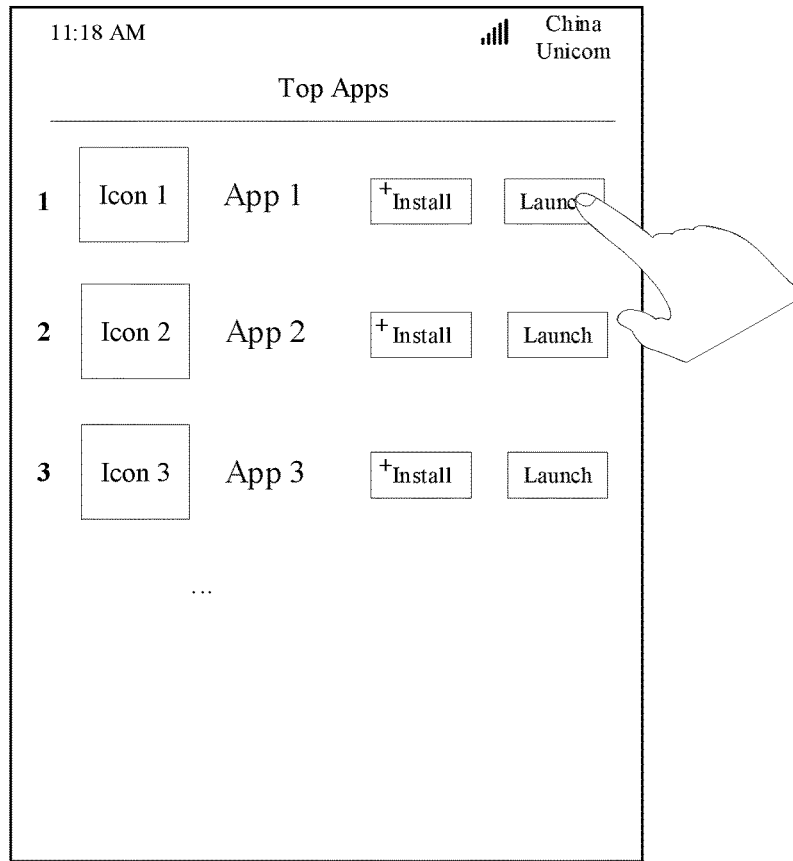 11:18 AM China
Unicom
Top Apps
1 Icon 1 App 1 +Install Launc
2 Icon 2 App 2 +Install Launch
3 Icon 3 App 3 +Install Launch
...